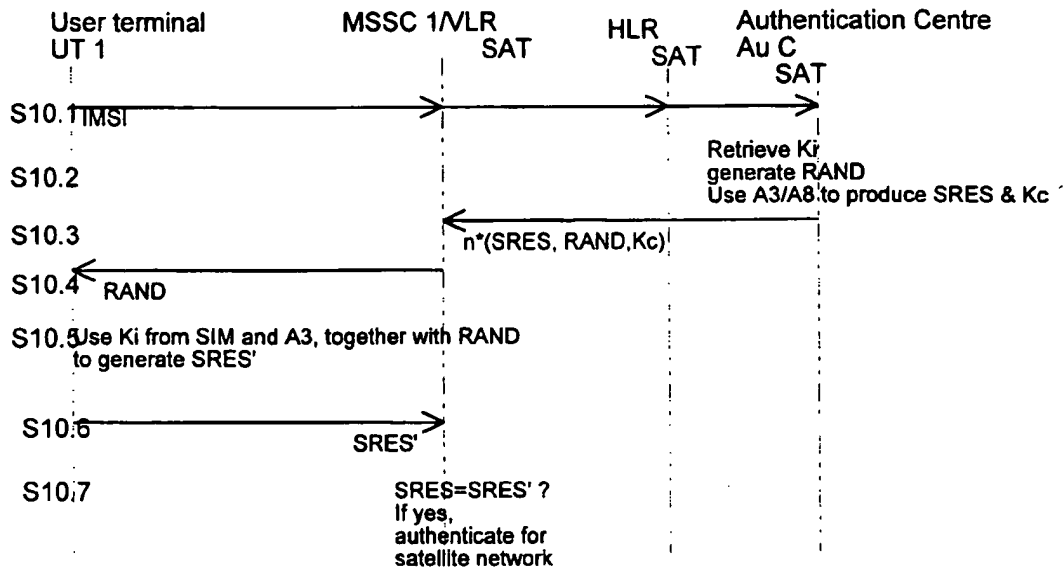 User terminal
UT 1
MSSC 1/VLR
SAT
HLR
SAT
Authentication Centre
Au C
SAT
S10.1
IMSI
S10.2
Retrieve Ki
generate RAND
Use A3/A8 to produce SRES & Kc
S10.3
n*(SRES, RAND,Kc)
S10.4
RAND
S10.5
Use Ki from SIM and A3, together with RAND
to generate SRES'
S10.6
SRES'
S10.7
SRES=SRES' ?
If yes,
authenticate for
satellite network